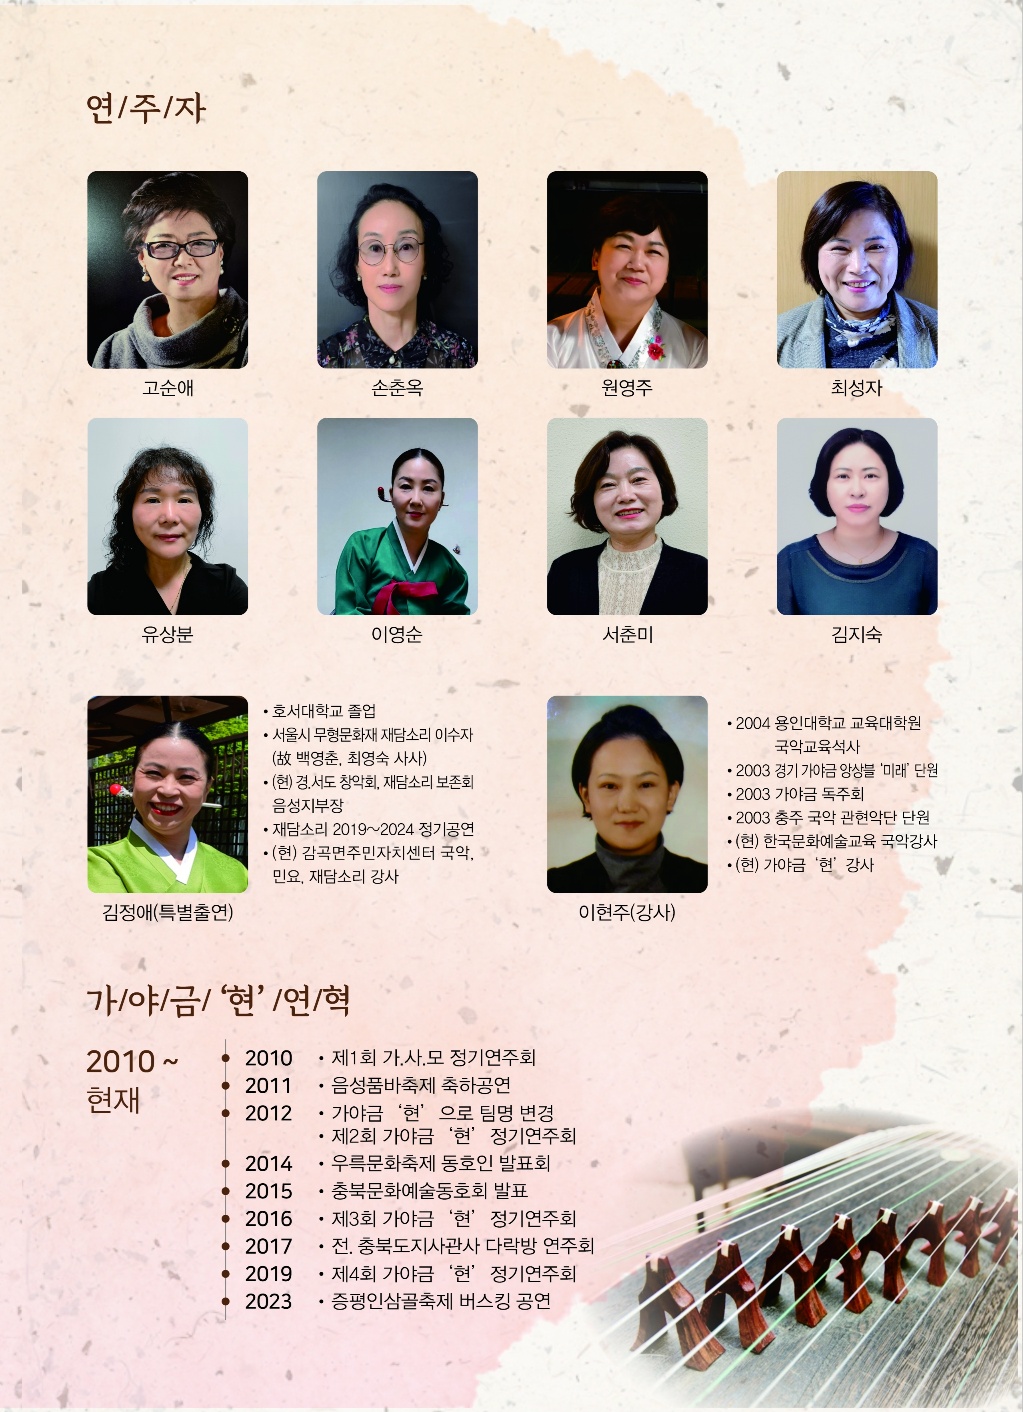 연/주/자
고순애
손춘옥
원영주
최성자
유상분
이영순
서춘미
김지숙
• 호서대학교 졸업
• 서울시 무형문화재 재담소리 이수자
(故 백영춘, 최영숙 사사)
• (현) 경.서도 창악회, 재담소리 보존회
음성지부장
• 재담소리 2019~2024 정기공연
• (현) 감곡면주민자치센터 국악,
민요, 재담소리 강사
김정애(특별출연)
• 2004 용인대학교 교육대학원
국악교육석사
• 2003 경기 가야금 앙상블 ‘미래’ 단원
• 2003 가야금 독주회
• 2003 충주 국악 관현악단 단원
• (현) 한국문화예술교육 국악강사
• (현) 가야금 ‘현’ 강사
이현주(강사)
가/야/금/ ‘현’ /연/혁
2010 ~
현재
2010 • 제1회 가.사.모 정기연주회
2011 • 음성품바축제 축하공연
2012 • 가야금 ‘현’ 으로 팀명 변경
• 제2회 가야금 ‘현’ 정기연주회
2014 • 우륵문화축제 동호인 발표회
2015 • 충북문화예술동호회 발표
2016 • 제3회 가야금 ‘현’ 정기연주회
2017 • 전. 충북도지사관사 다락방 연주회
2019 • 제4회 가야금 ‘현’ 정기연주회
2023 • 증평인삼골축제 버스킹 공연